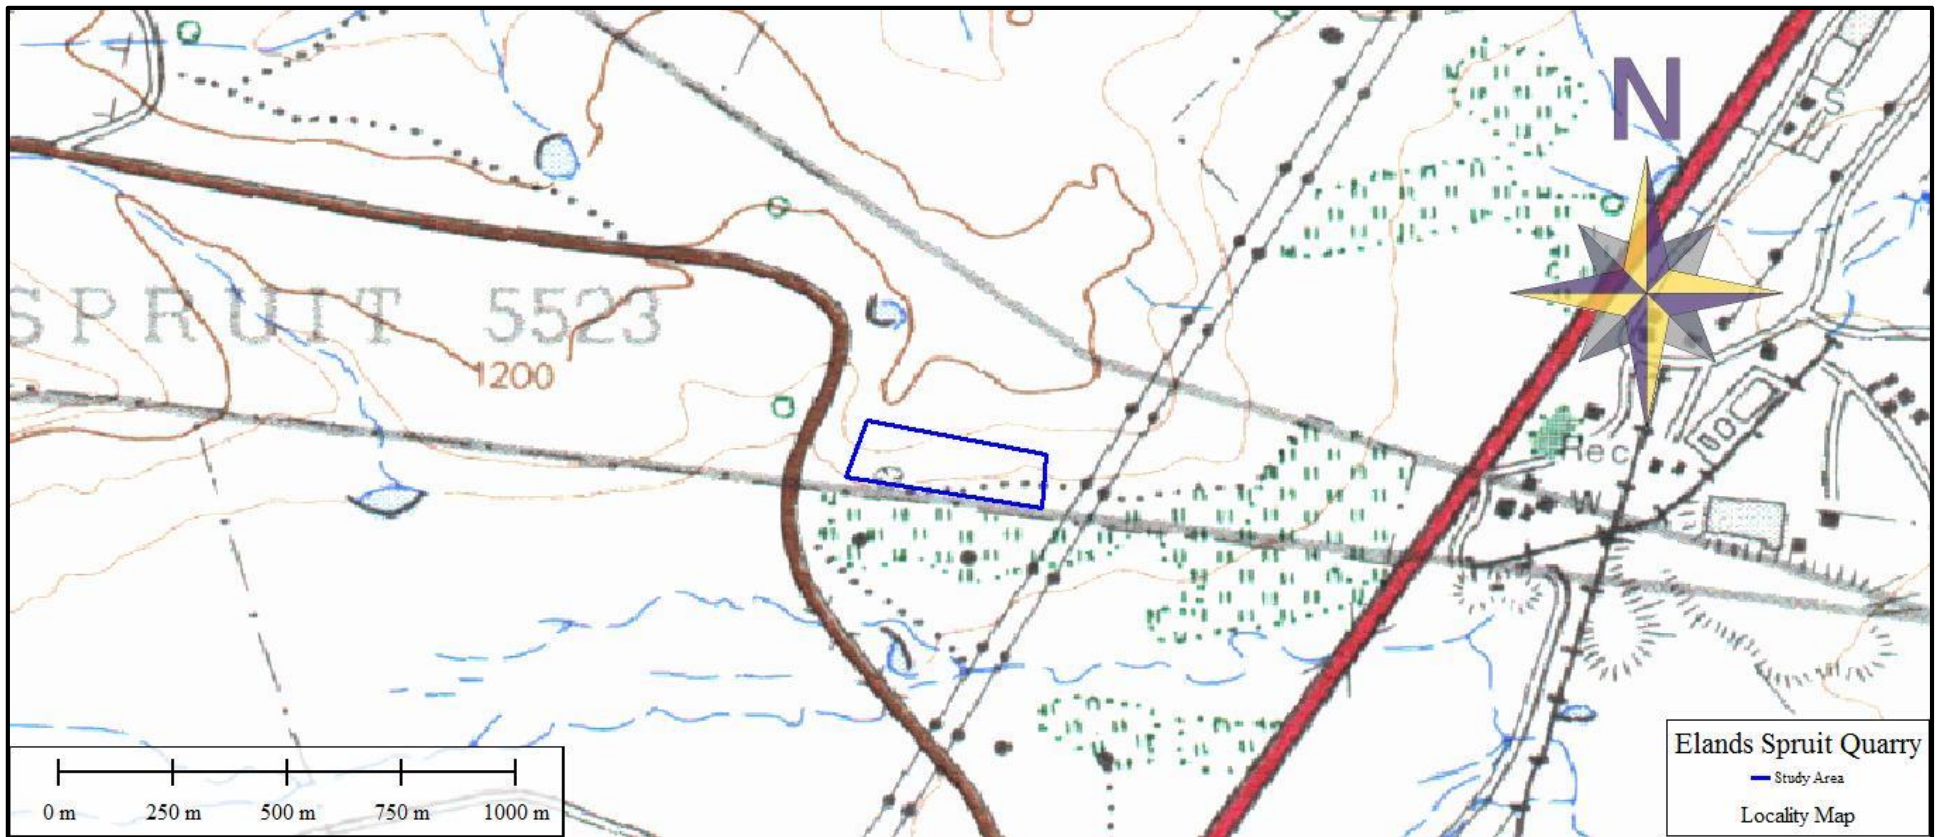 N
S
SPRUIT 5523
1200
Rec
W
0 m 250 m 500 m 750 m 1000 m
Elands Spruit Quarry
Study Area
Locality Map